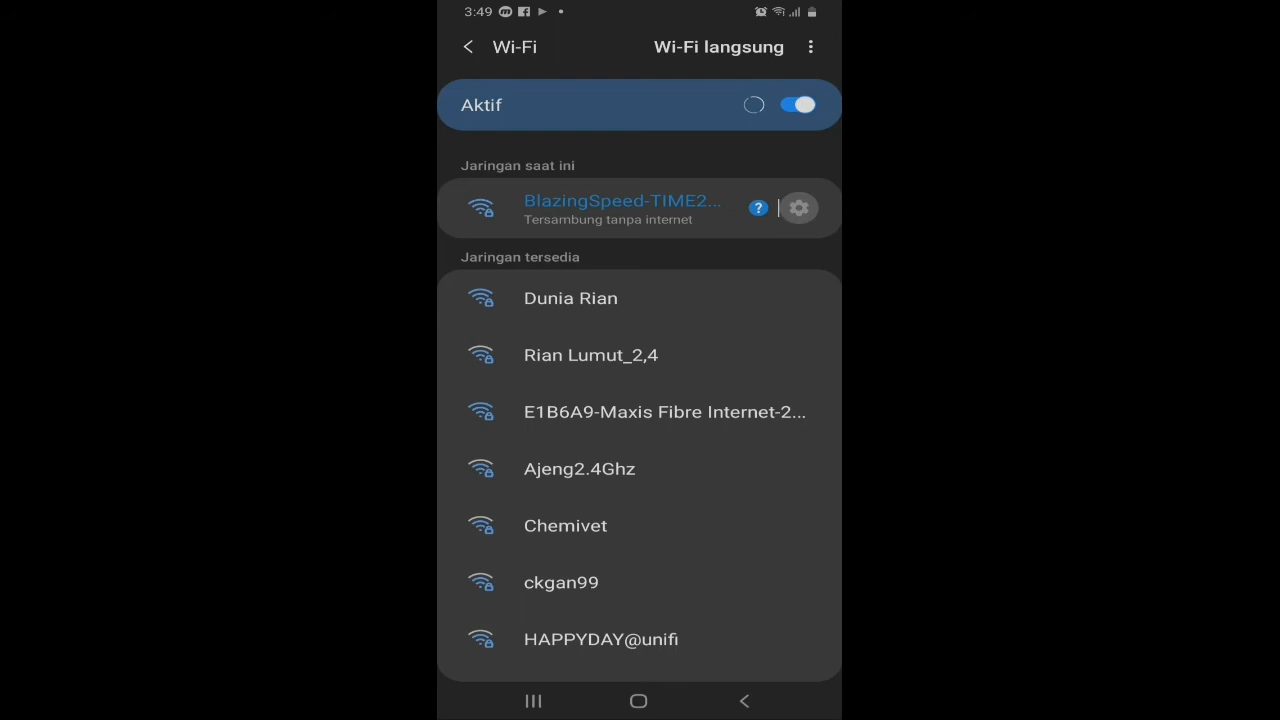 3:49
Wi-Fi
Wi-Fi langsung
Aktif
Jaringan saat ini
BlazingSpeed-TIME2...
Tersambung tanpa internet
?
Jaringan tersedia
Dunia Rian
Rian Lumut_2,4
E1B6A9-Maxis Fibre Internet-2...
Ajeng2.4Ghz
Chemivet
ckgan99
HAPPYDAY@unifi